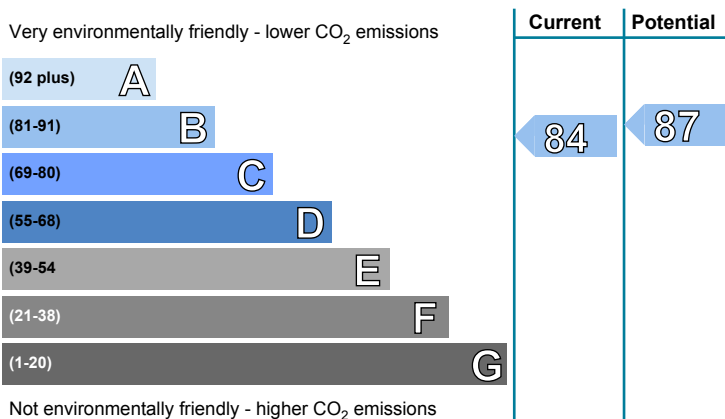 Very environmentally friendly - lower CO2 emissions
Current
Potential
(92 plus) A
(81-91) B
(69-80) C
(55-68) D
(39-54 E
(21-38) F
(1-20) G
84
87
Not environmentally friendly - higher CO2 emissions